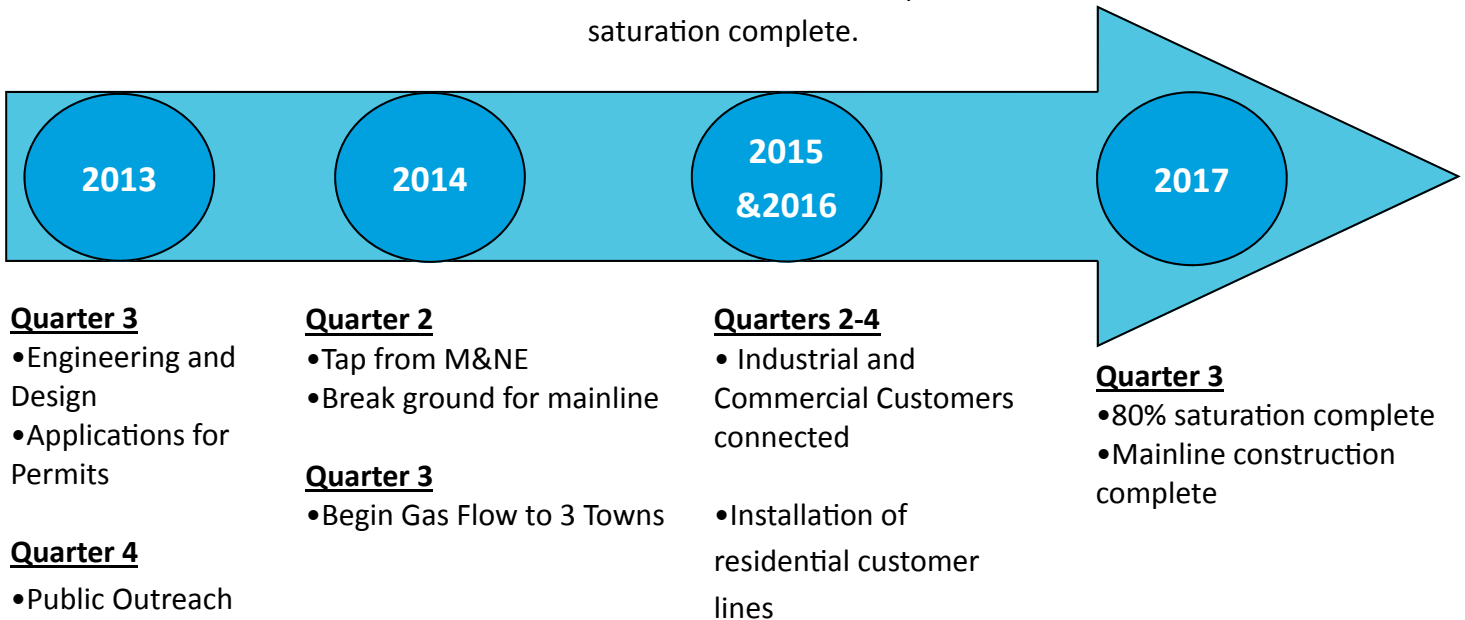 saturation complete.
2013
2014
2015
&2016
2017
Quarter 3
•Engineering and
Design
•Applications for
Permits
Quarter 4
•Public Outreach
Quarter 2
•Tap from M&NE
•Break ground for mainline
Quarter 3
•Begin Gas Flow to 3 Towns
Quarters 2-4
• Industrial and
Commercial Customers
connected
•Installation of
residential customer
lines
Quarter 3
•80% saturation complete
•Mainline construction
complete